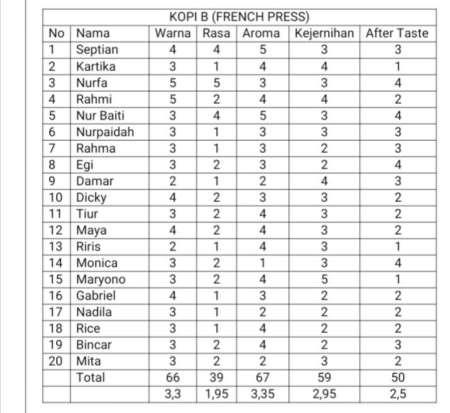 KOPI B (FRENCH PRESS)
No Nama Warna Rasa Aroma Kejernihan After Taste
1 Septian 4 4 5 3 3
2 Kartika 3 1 4 4 1
3 Nurfa 5 5 3 3 4
4 Rahmi 5 2 4 4 2
5 Nur Baiti 3 4 5 3 4
6 Nurpaidah 3 1 3 3 3
7 Rahma 3 1 3 2 3
8 Egi 3 2 3 2 4
9 Damar 2 1 2 4 3
10 Dicky 4 2 3 3 2
11 Tiur 3 2 4 3 2
12 Maya 4 2 4 3 2
13 Riris 2 1 4 3 1
14 Monica 3 2 1 3 4
15 Maryono 3 2 4 5 1
16 Gabriel 4 1 3 2 2
17 Nadila 3 1 2 2 2
18 Rice 3 1 4 2 2
19 Bincar 3 2 4 2 3
20 Mita 3 2 2 3 2
Total 66 39 67 59 50
3,3 1,95 3,35 2,95 2,5